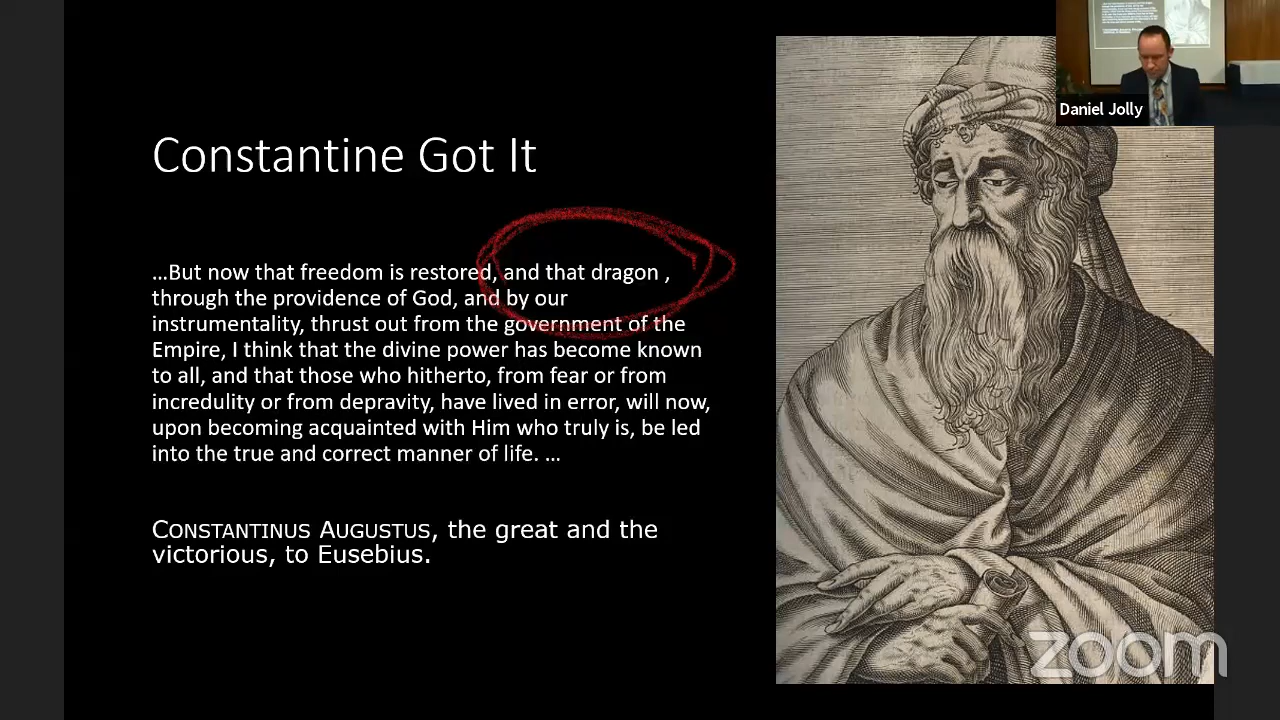 Daniel Jolly
Constantine Got It
…But now that freedom is restored, and that dragon ,
through the providence of God, and by our
instrumentality, thrust out from the government of the
Empire, I think that the divine power has become known
to all, and that those who hitherto, from fear or from
incredulity or from depravity, have lived in error, will now,
upon becoming acquainted with Him who truly is, be led
into the true and correct manner of life. …
CONSTANTINUS AUGUSTUS, the great and the
victorious, to Eusebius.
zoom